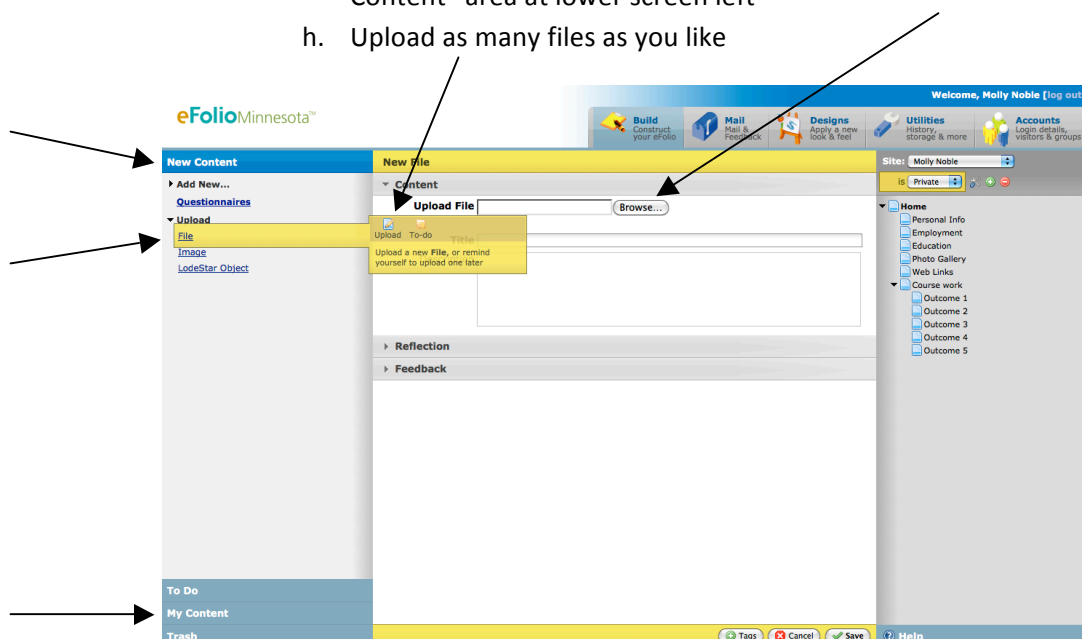 Content" area at lower screen left
h. Upload as many files as you like
Welcome, Molly Noble [log out
eFolioMinnesota™
Build
Construct
your eFolio
Mail
Mail &
Feedback
Designs
Apply a new
look & feel
Utilities
History,
storage & more
Accounts
Login details,
visitors & groups
New Content
New File
Site: Molly Noble
is Private
Add New...
Questionnaires
Upload
File
Image
LodeStar Object
Content
Upload File Browse...
Upload To-do
Title
Upload a new File, or remind
yourself to upload one later
Reflection
Feedback
Home
Personal Info
Employment
Education
Photo Gallery
Web Links
Course work
Outcome 1
Outcome 2
Outcome 3
Outcome 4
Outcome 5
To Do
My Content
Trash
Tags Cancel Save
Help